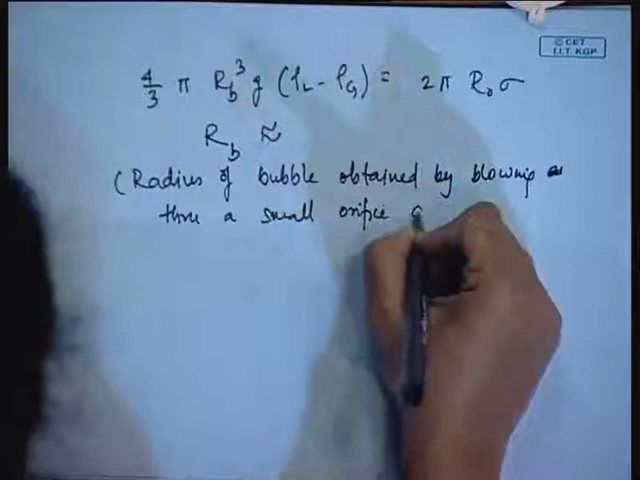 © CET
I.I.T. KGP
4/3 π R_b^3 g (ρ_L - ρ_G) = 2π R_o σ
R_b ≈
(Radius of bubble obtained by blowing
thru a small orifice